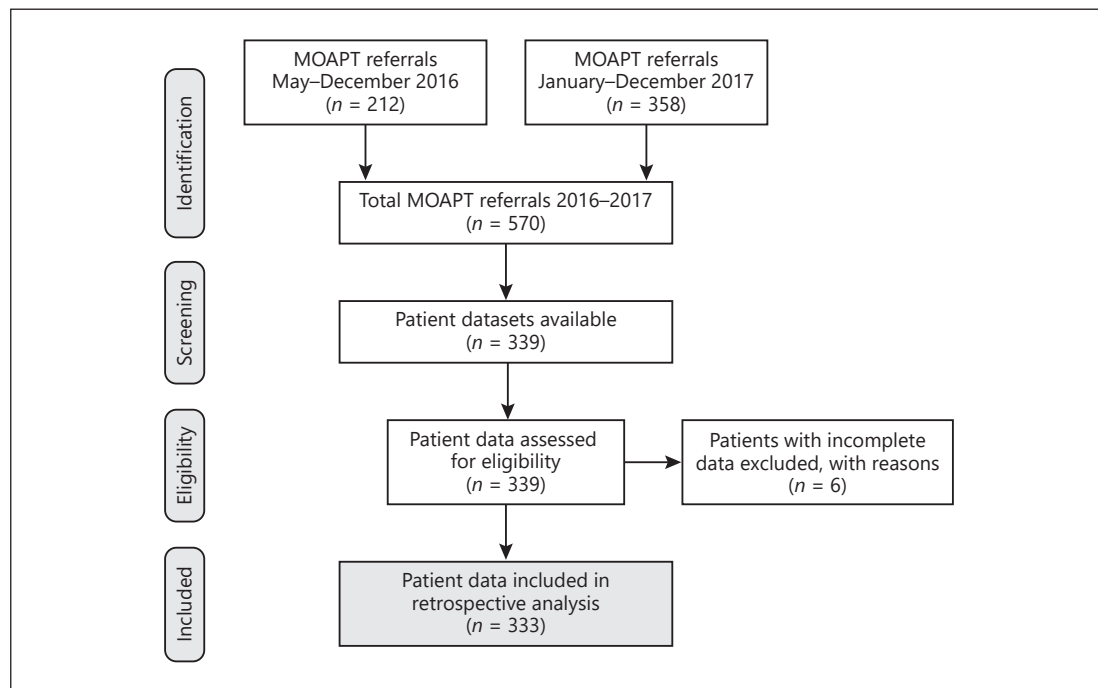 MOAPT referrals
May–December 2016
(n = 212)
MOAPT referrals
January–December 2017
(n = 358)
Identification
Total MOAPT referrals 2016–2017
(n = 570)
Screening
Patient datasets available
(n = 339)
Eligibility
Patient data assessed
for eligibility
(n = 339)
Patients with incomplete
data excluded, with reasons
(n = 6)
Included
Patient data included in
retrospective analysis
(n = 333)